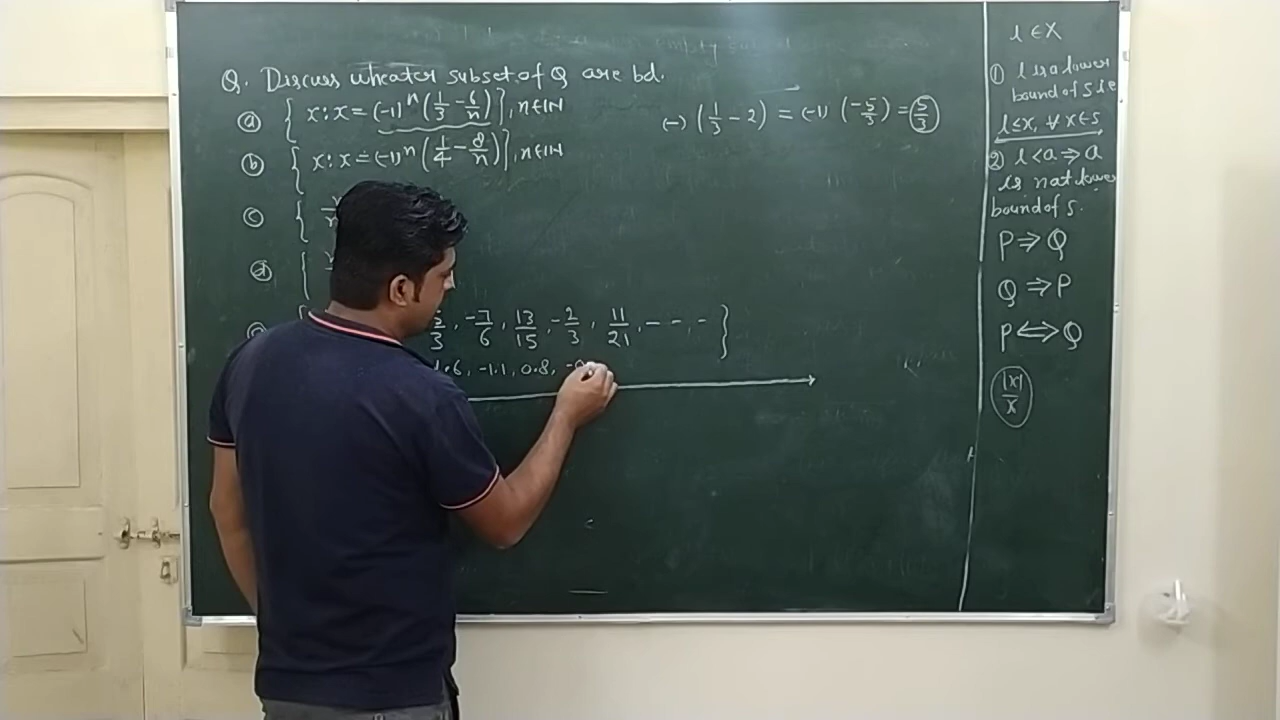 Q. Discuss wheater subset of Q are bd.
ⓐ { x : x = (-1)ⁿ (1/3 - 6/n) }, n∈IN
(-) (1/3 - 2) = (-1) (-5/3) = 5/3
ⓑ { x : x = (-1)ⁿ (1/4 - 8/n) }, n∈IN
ⓒ {
ⓓ {
, -7/6, 13/15, -2/3, 11/21, - - , - }
.6, -1.1, 0.8,
l ∈ X
① l is a lower
bound of S i.e
l ≤ x, ∀ x ∈ S
② l < a ⇒ a
is not lower
bound of S.
P ⇒ Q
Q ⇒ P
P ⟺ Q
|x|/x